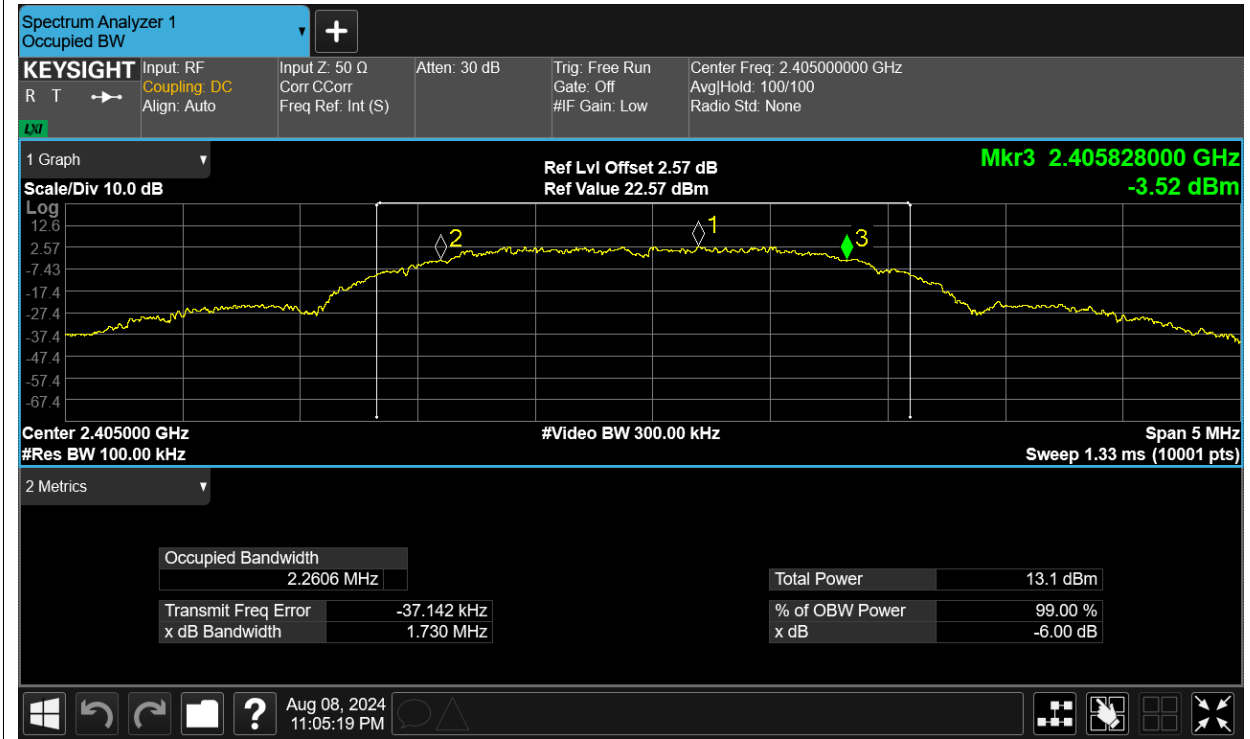 Spectrum Analyzer 1
Occupied BW
KEYSIGHT
R T
LXI
Input: RF
Coupling: DC
Align: Auto
Input Z: 50 Ω
Corr CCorr
Freq Ref: Int (S)
Atten: 30 dB
Trig: Free Run
Gate: Off
#IF Gain: Low
Center Freq: 2.405000000 GHz
Avg|Hold: 100/100
Radio Std: None
1 Graph
Scale/Div 10.0 dB
Ref Lvl Offset 2.57 dB
Ref Value 22.57 dBm
Mkr3 2.405828000 GHz
-3.52 dBm
Log
12.6
2.57
-7.43
-17.4
-27.4
-37.4
-47.4
-57.4
-67.4
2
1
3
Center 2.405000 GHz
#Video BW 300.00 kHz
Span 5 MHz
#Res BW 100.00 kHz
Sweep 1.33 ms (10001 pts)
2 Metrics
Occupied Bandwidth
2.2606 MHz
Total Power 13.1 dBm
Transmit Freq Error -37.142 kHz
% of OBW Power 99.00 %
x dB Bandwidth 1.730 MHz
x dB -6.00 dB
?
Aug 08, 2024
11:05:19 PM